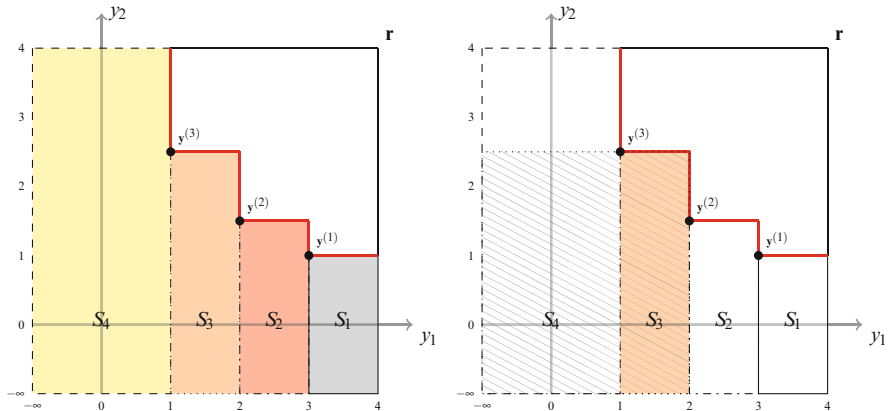 y₂
r
4
3
y⁽³⁾
2
y⁽²⁾
y⁽¹⁾
1
0
S₄
S₃
S₂
S₁
y₁
−∞
−∞
0
1
2
3
4
y₂
r
4
3
y⁽³⁾
2
y⁽²⁾
y⁽¹⁾
1
0
S₄
S₃
S₂
S₁
y₁
−∞
−∞
0
1
2
3
4